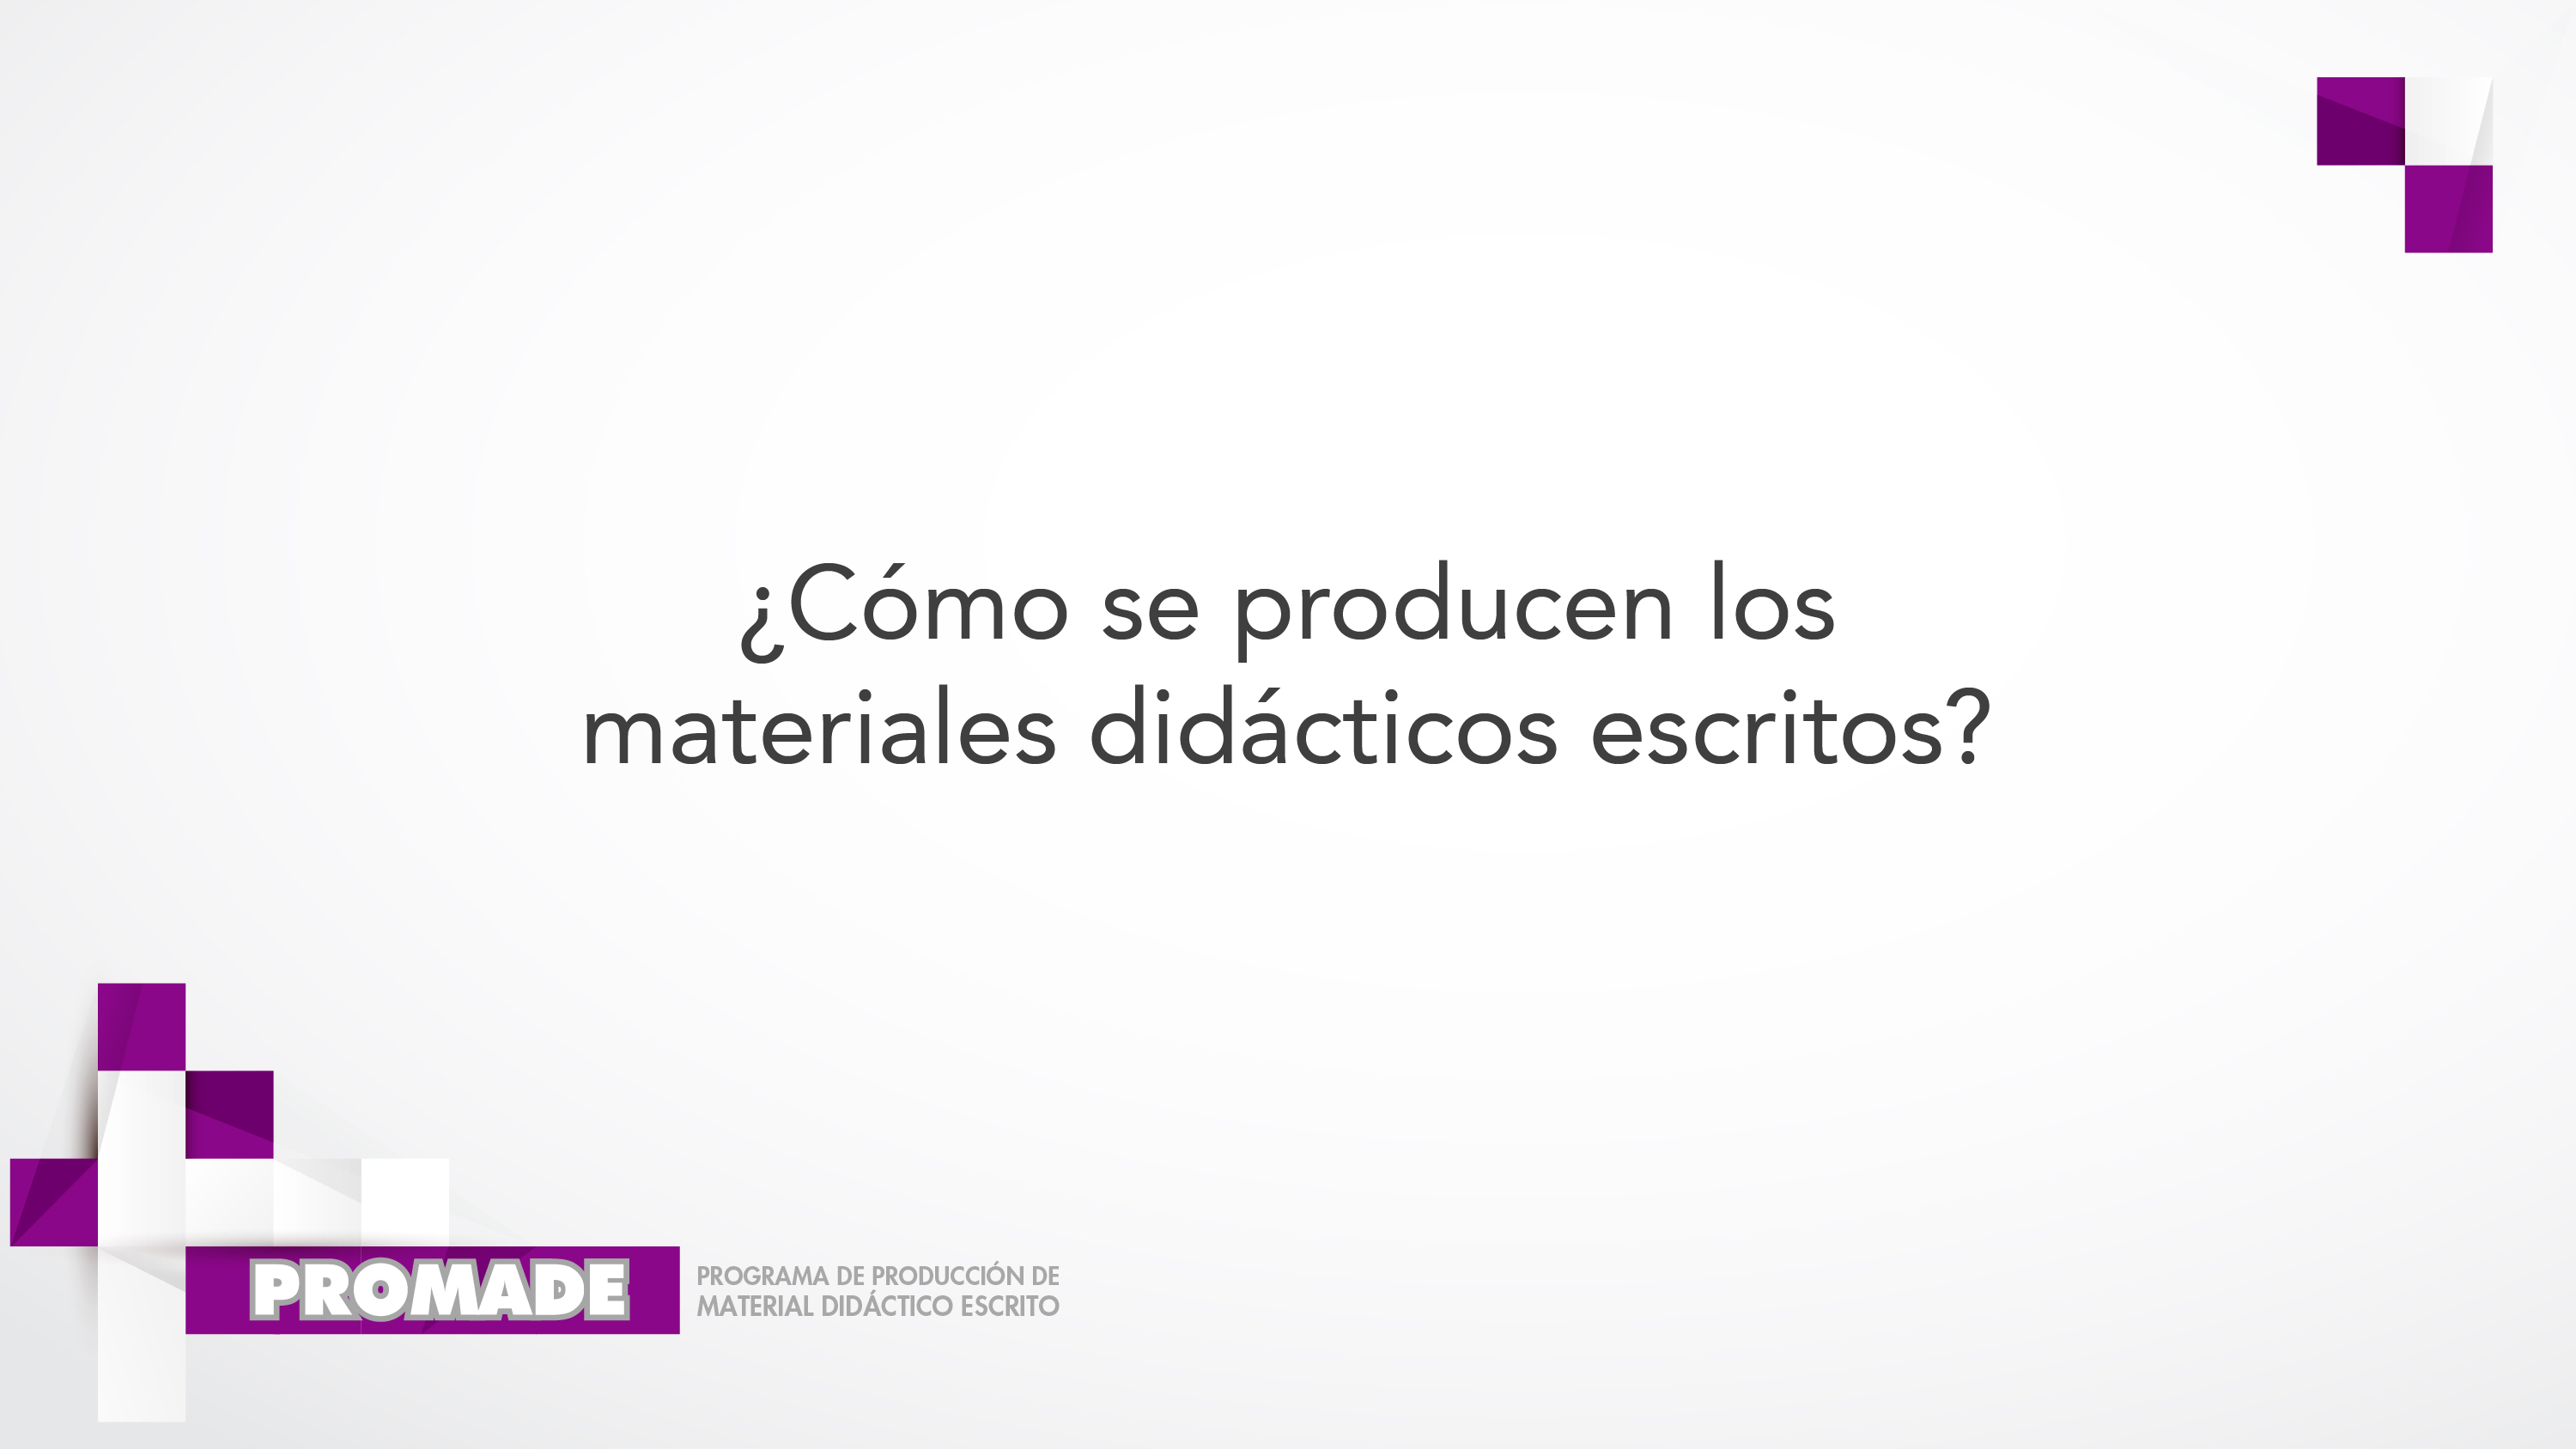 ¿Cómo se producen los
materiales didácticos escritos?
PROMADE
PROGRAMA DE PRODUCCIÓN DE
MATERIAL DIDÁCTICO ESCRITO